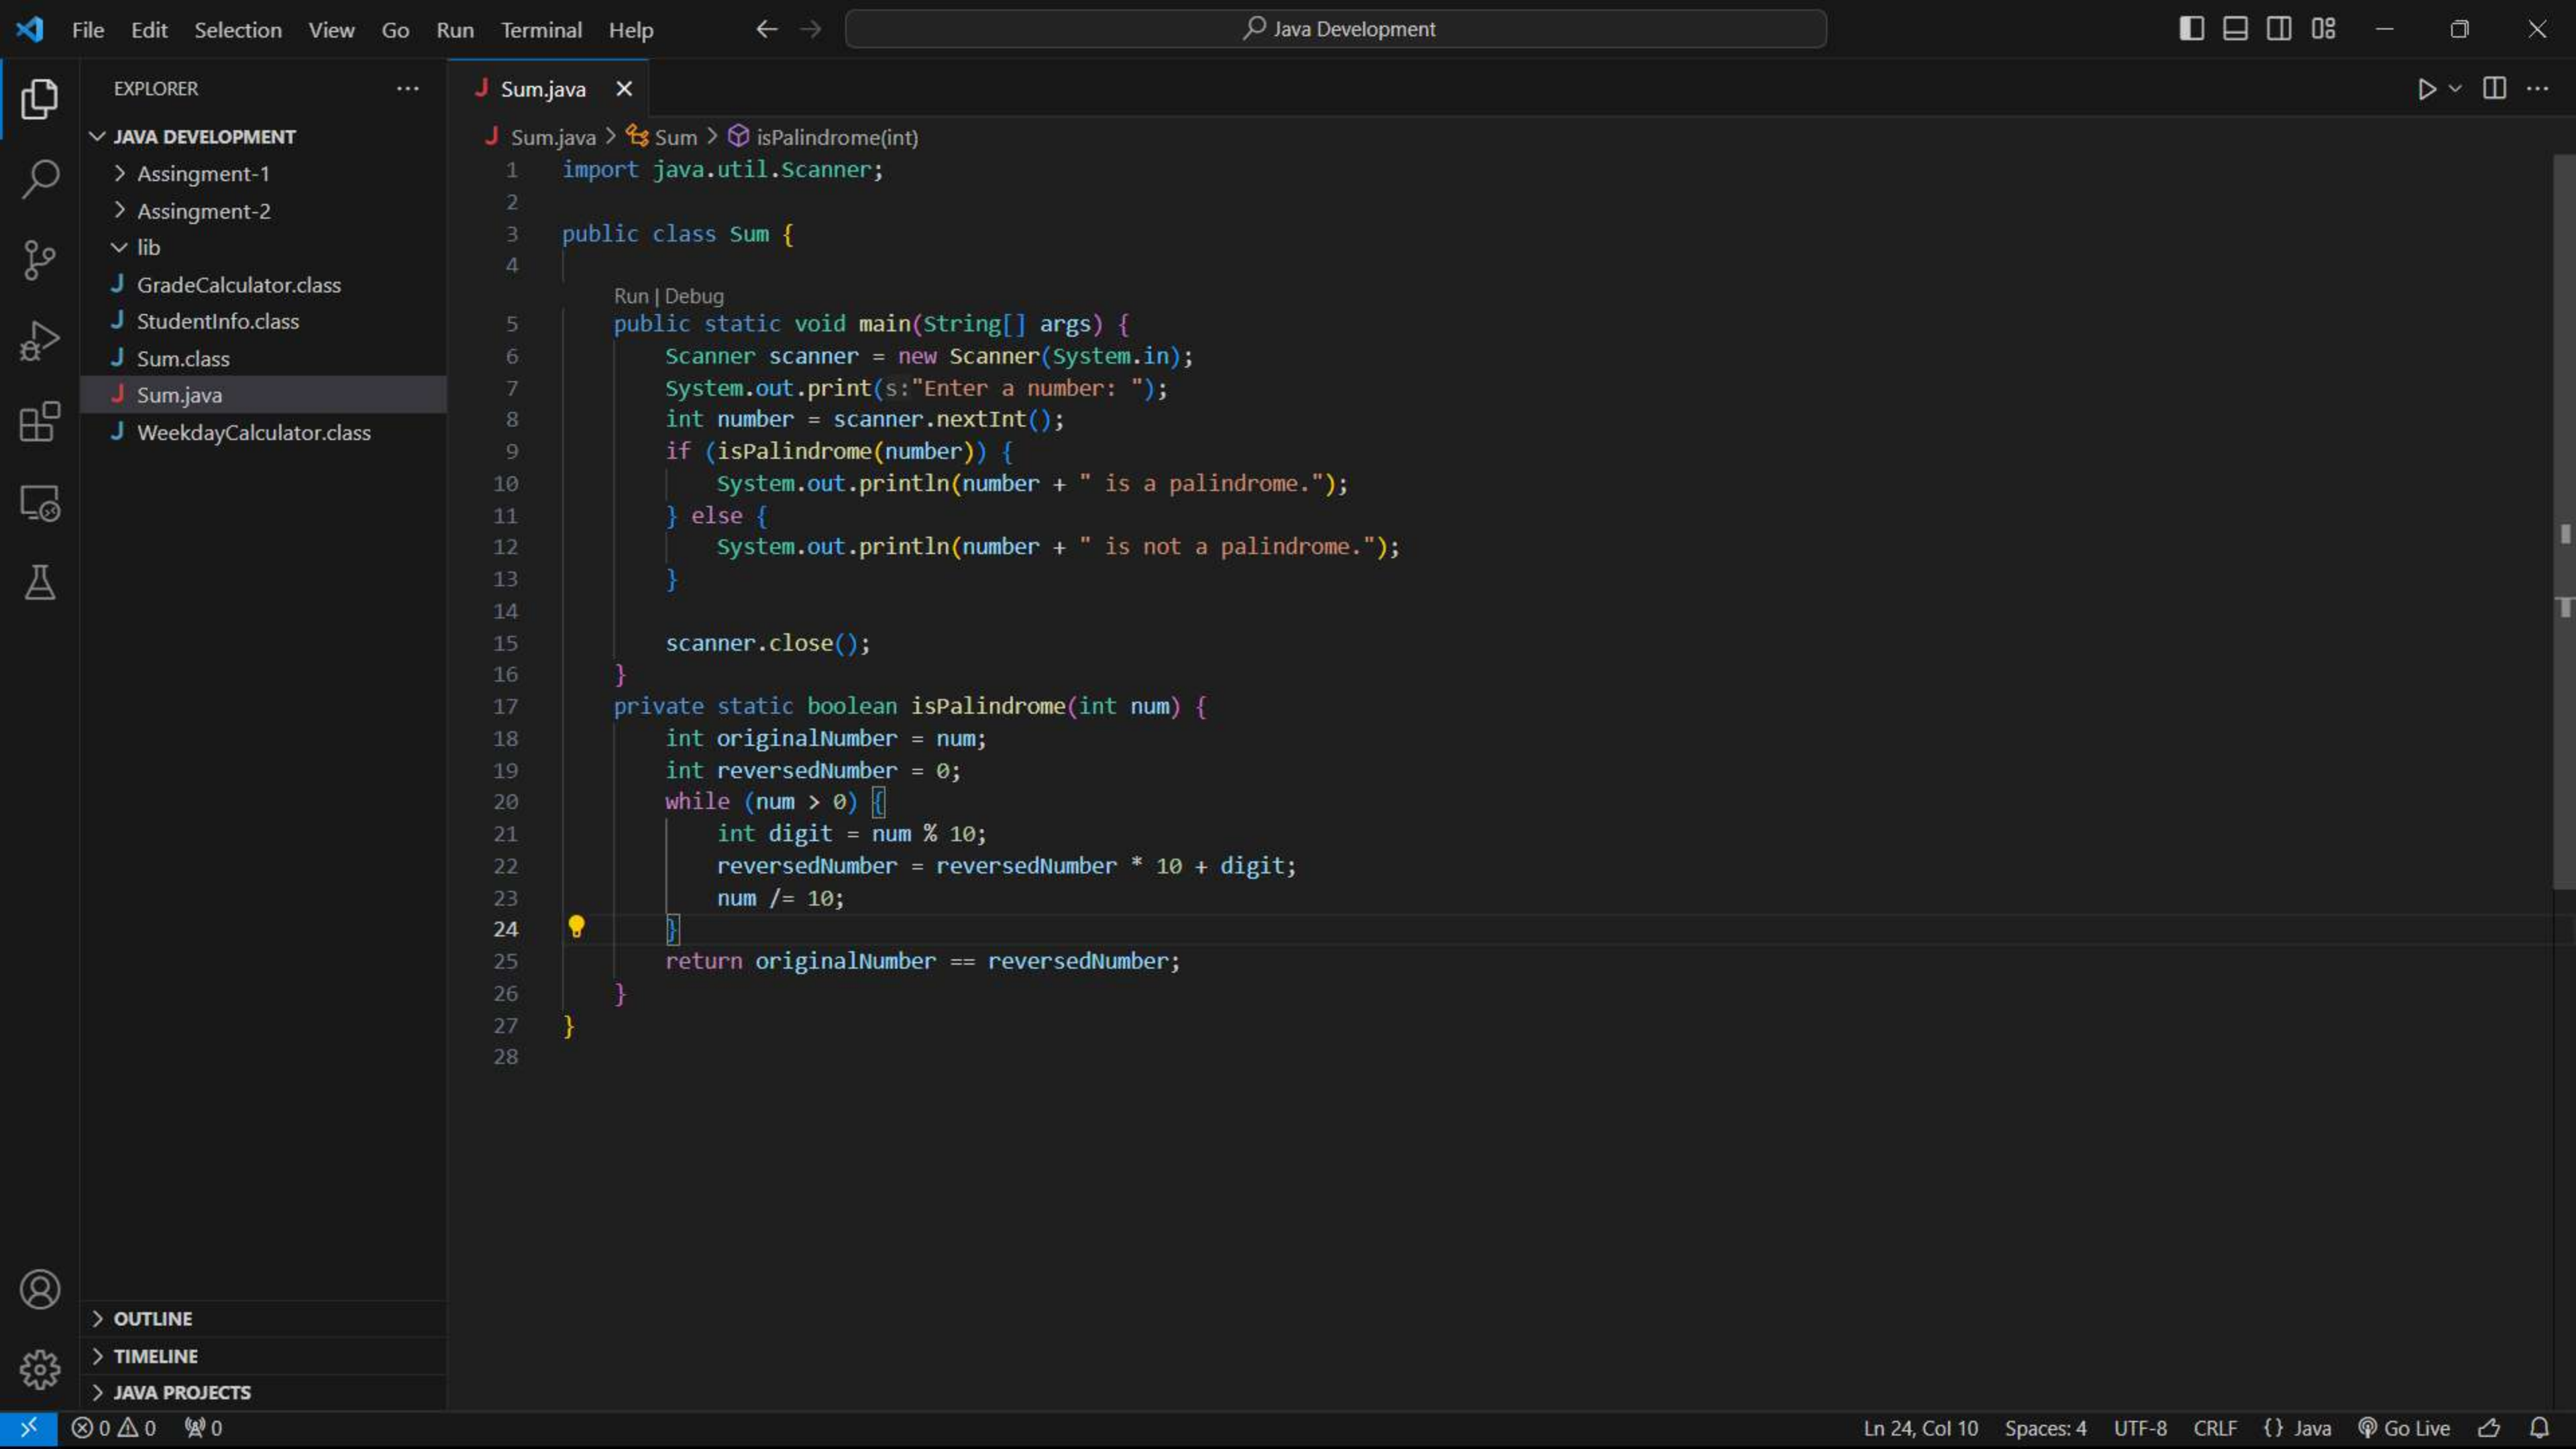 File Edit Selection View Go Run Terminal Help Java Development
EXPLORER
JAVA DEVELOPMENT
Assingment-1
Assingment-2
lib
GradeCalculator.class
StudentInfo.class
Sum.class
Sum.java
WeekdayCalculator.class
OUTLINE
TIMELINE
JAVA PROJECTS
Sum.java
Sum.java > Sum > isPalindrome(int)
1 import java.util.Scanner;
2
3 public class Sum {
4
Run | Debug
5 public static void main(String[] args) {
6 Scanner scanner = new Scanner(System.in);
7 System.out.print(s:"Enter a number: ");
8 int number = scanner.nextInt();
9 if (isPalindrome(number)) {
10 System.out.println(number + " is a palindrome.");
11 } else {
12 System.out.println(number + " is not a palindrome.");
13 }
14
15 scanner.close();
16 }
17 private static boolean isPalindrome(int num) {
18 int originalNumber = num;
19 int reversedNumber = 0;
20 while (num > 0) {
21 int digit = num % 10;
22 reversedNumber = reversedNumber * 10 + digit;
23 num /= 10;
24 }
25 return originalNumber == reversedNumber;
26 }
27 }
28
0 0 0 Ln 24, Col 10 Spaces: 4 UTF-8 CRLF {} Java Go Live